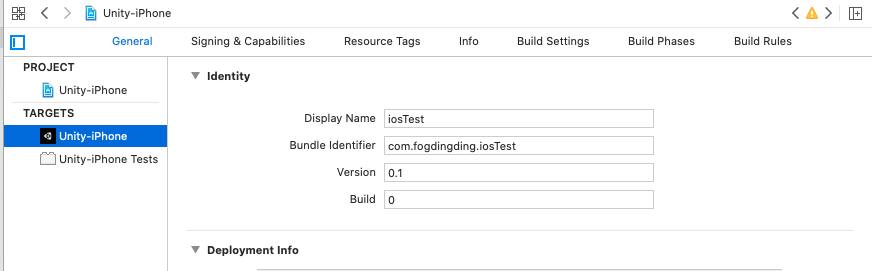 Unity-iPhone
General Signing & Capabilities Resource Tags Info Build Settings Build Phases Build Rules
PROJECT
Unity-iPhone
TARGETS
Unity-iPhone
Unity-iPhone Tests
Identity
Display Name iosTest
Bundle Identifier com.fogdingding.iosTest
Version 0.1
Build 0
Deployment Info